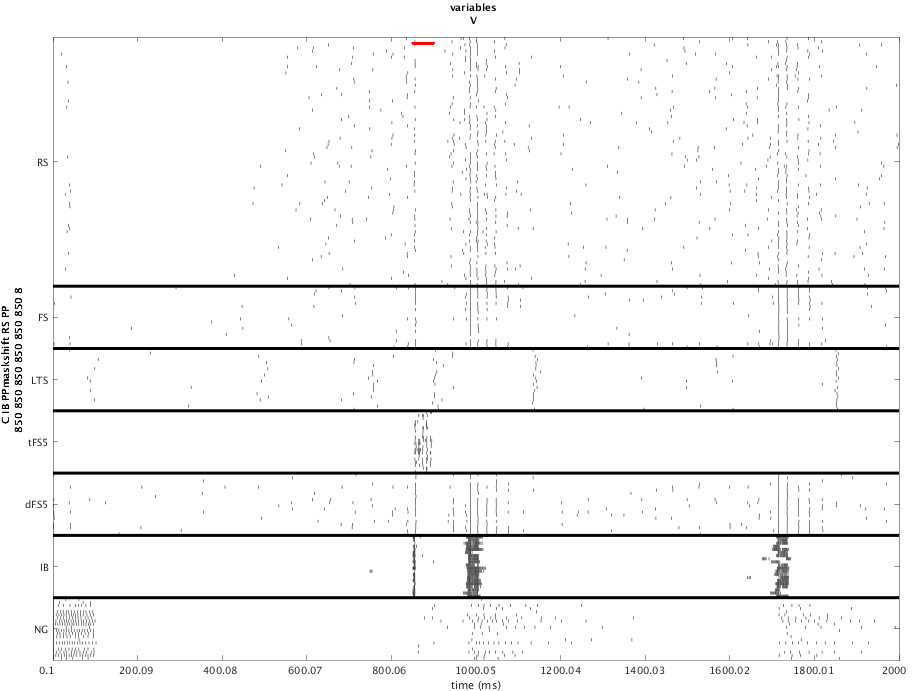 variables
V
C IB PPmaskshift RS PP
850 850 850 850 850 850 8
RS
FS
LTS
tFS5
dFS5
IB
NG
0.1 200.09 400.08 600.07 800.06 1000.05 1200.04 1400.03 1600.02 1800.01 2000
time (ms)